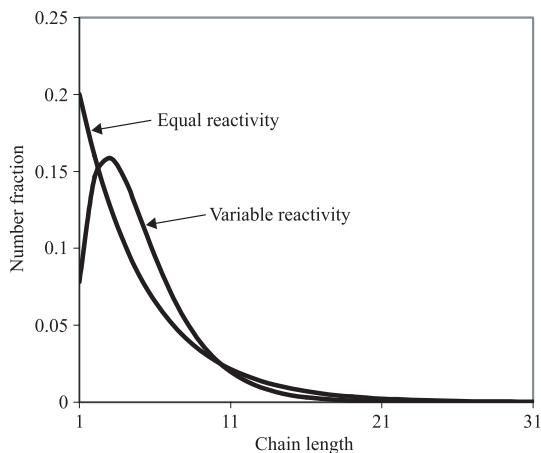 0.25
0.2
Equal reactivity
0.15
Variable reactivity
Number fraction
0.1
0.05
0
1
11
21
31
Chain length